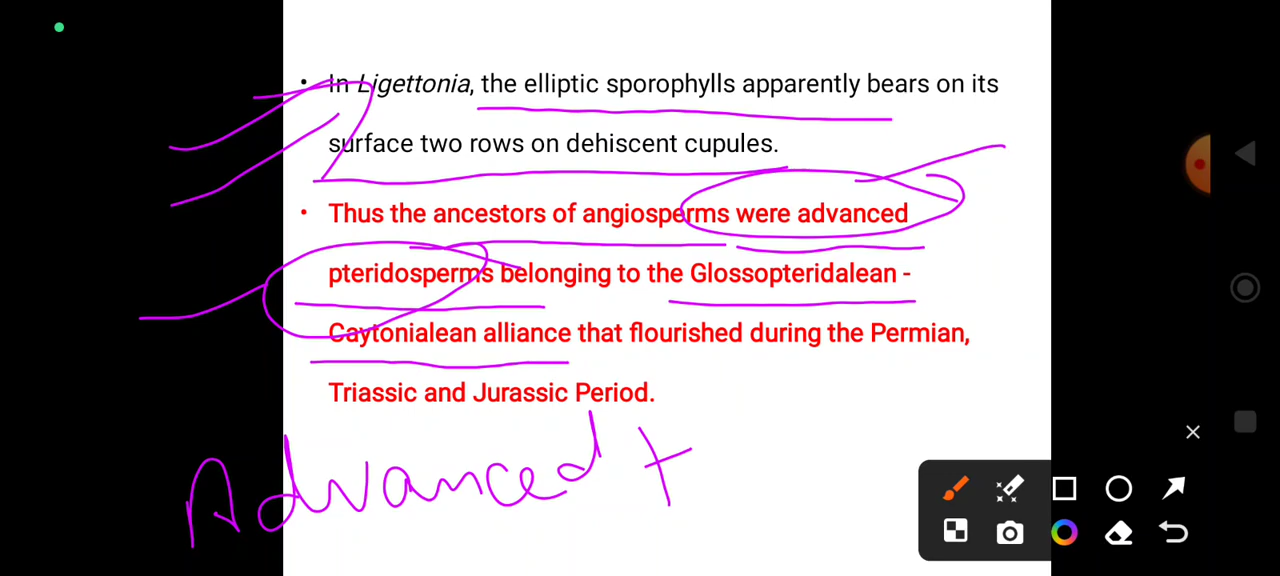 • In Ligettonia, the elliptic sporophylls apparently bears on its
surface two rows on dehiscent cupules.
• Thus the ancestors of angiosperms were advanced
pteridosperms belonging to the Glossopteridalean -
Caytonialean alliance that flourished during the Permian,
Triassic and Jurassic Period.
Advanced t